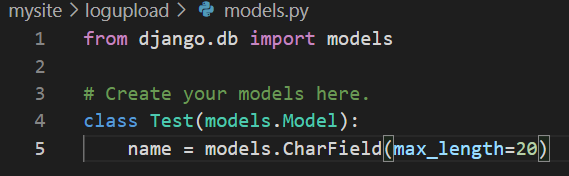 mysite > logupload > models.py
1 from django.db import models
2
3 # Create your models here.
4 class Test(models.Model):
5     name = models.CharField(max_length=20)